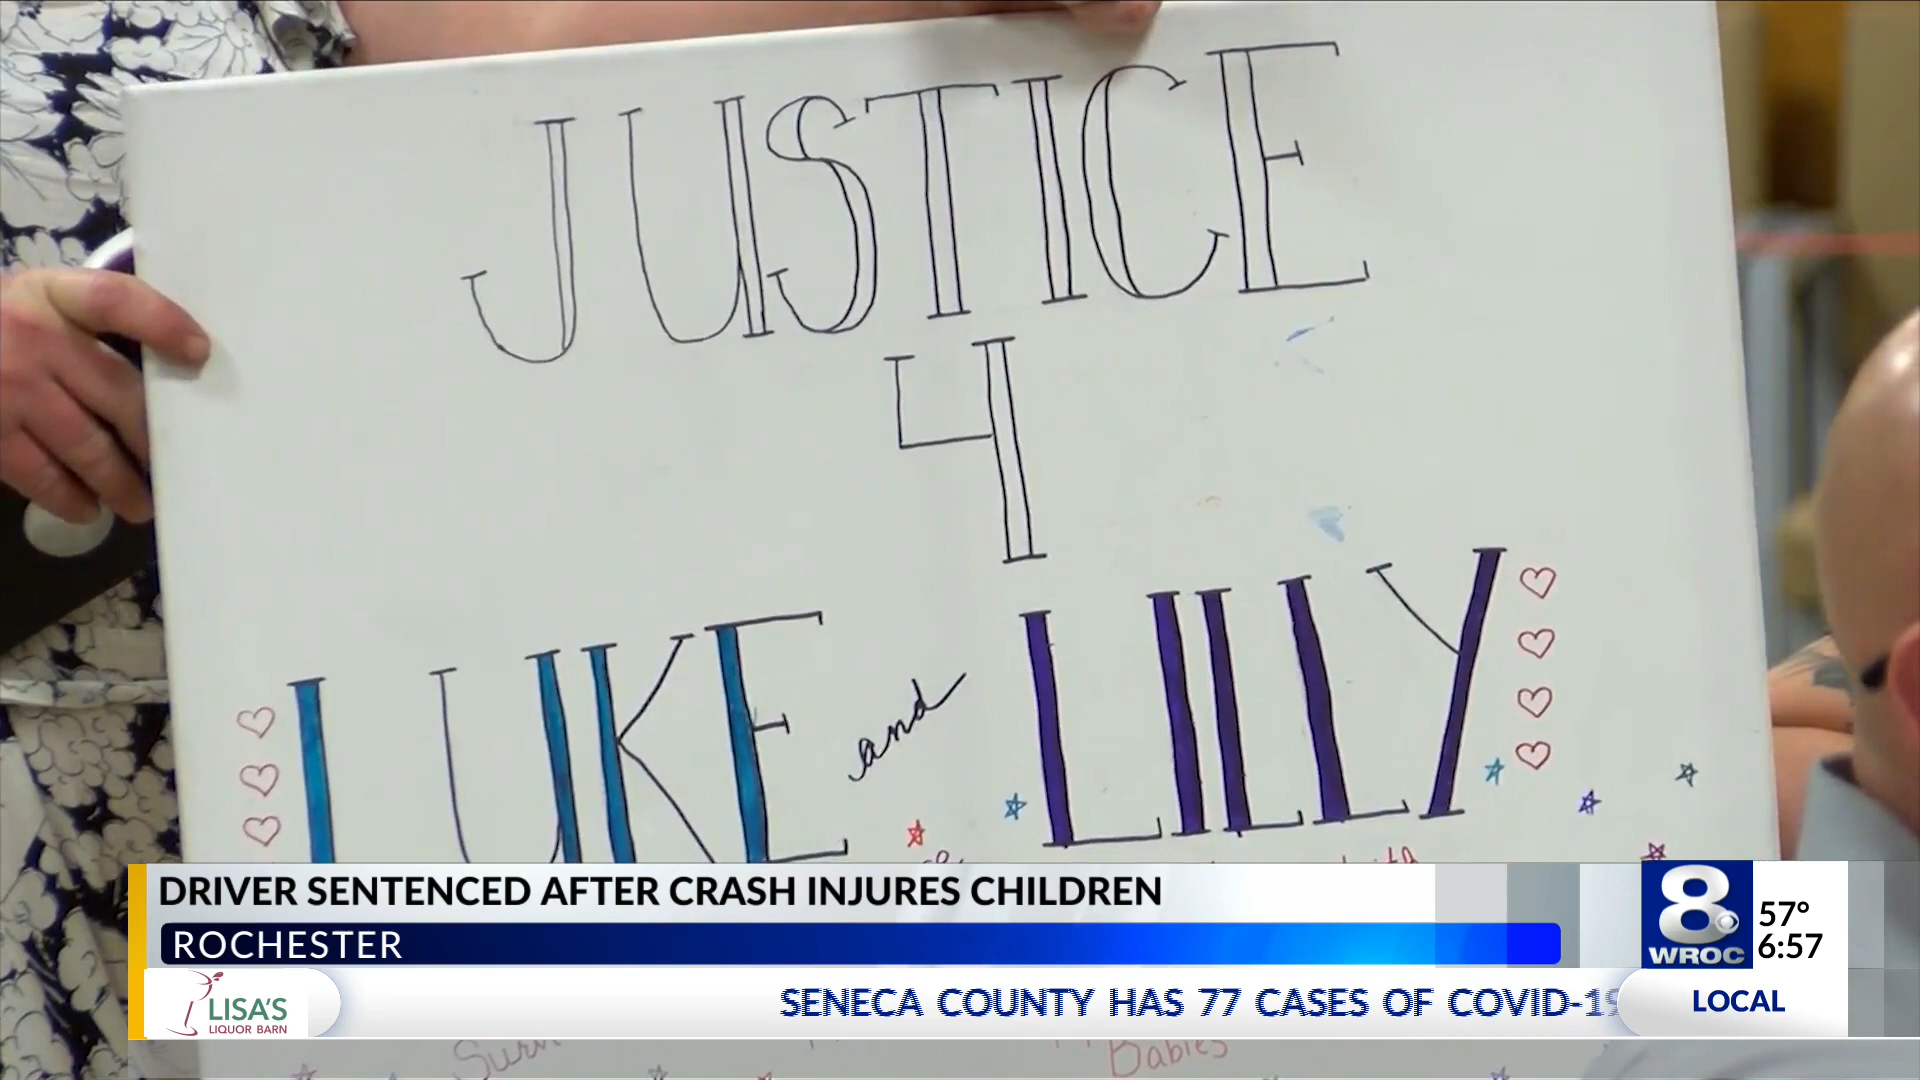 JUSTICE
4
LUKE and LILLY
Babies
DRIVER SENTENCED AFTER CRASH INJURES CHILDREN
ROCHESTER
8
WROC
57°
6:57
LISA'S
LIQUOR BARN
SENECA COUNTY HAS 77 CASES OF COVID-19
LOCAL